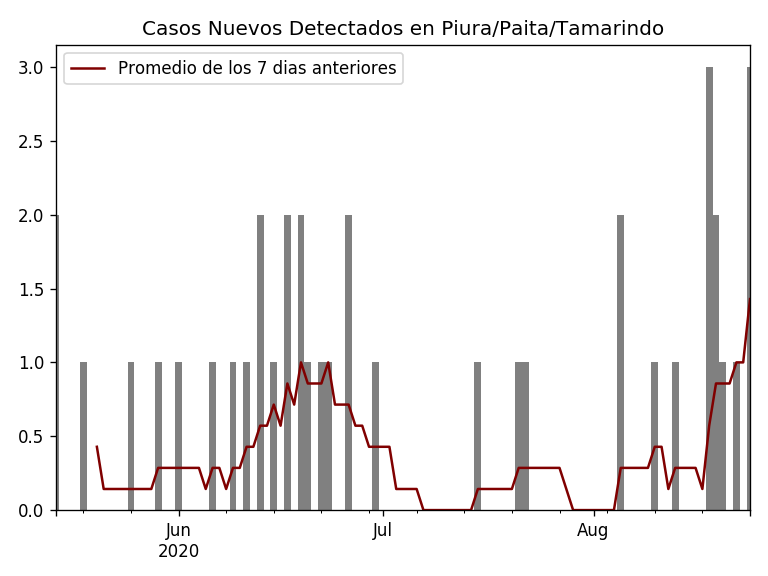 Casos Nuevos Detectados en Piura/Paita/Tamarindo
Promedio de los 7 dias anteriores
3.0
2.5
2.0
1.5
1.0
0.5
0.0
Jun
2020
Jul
Aug